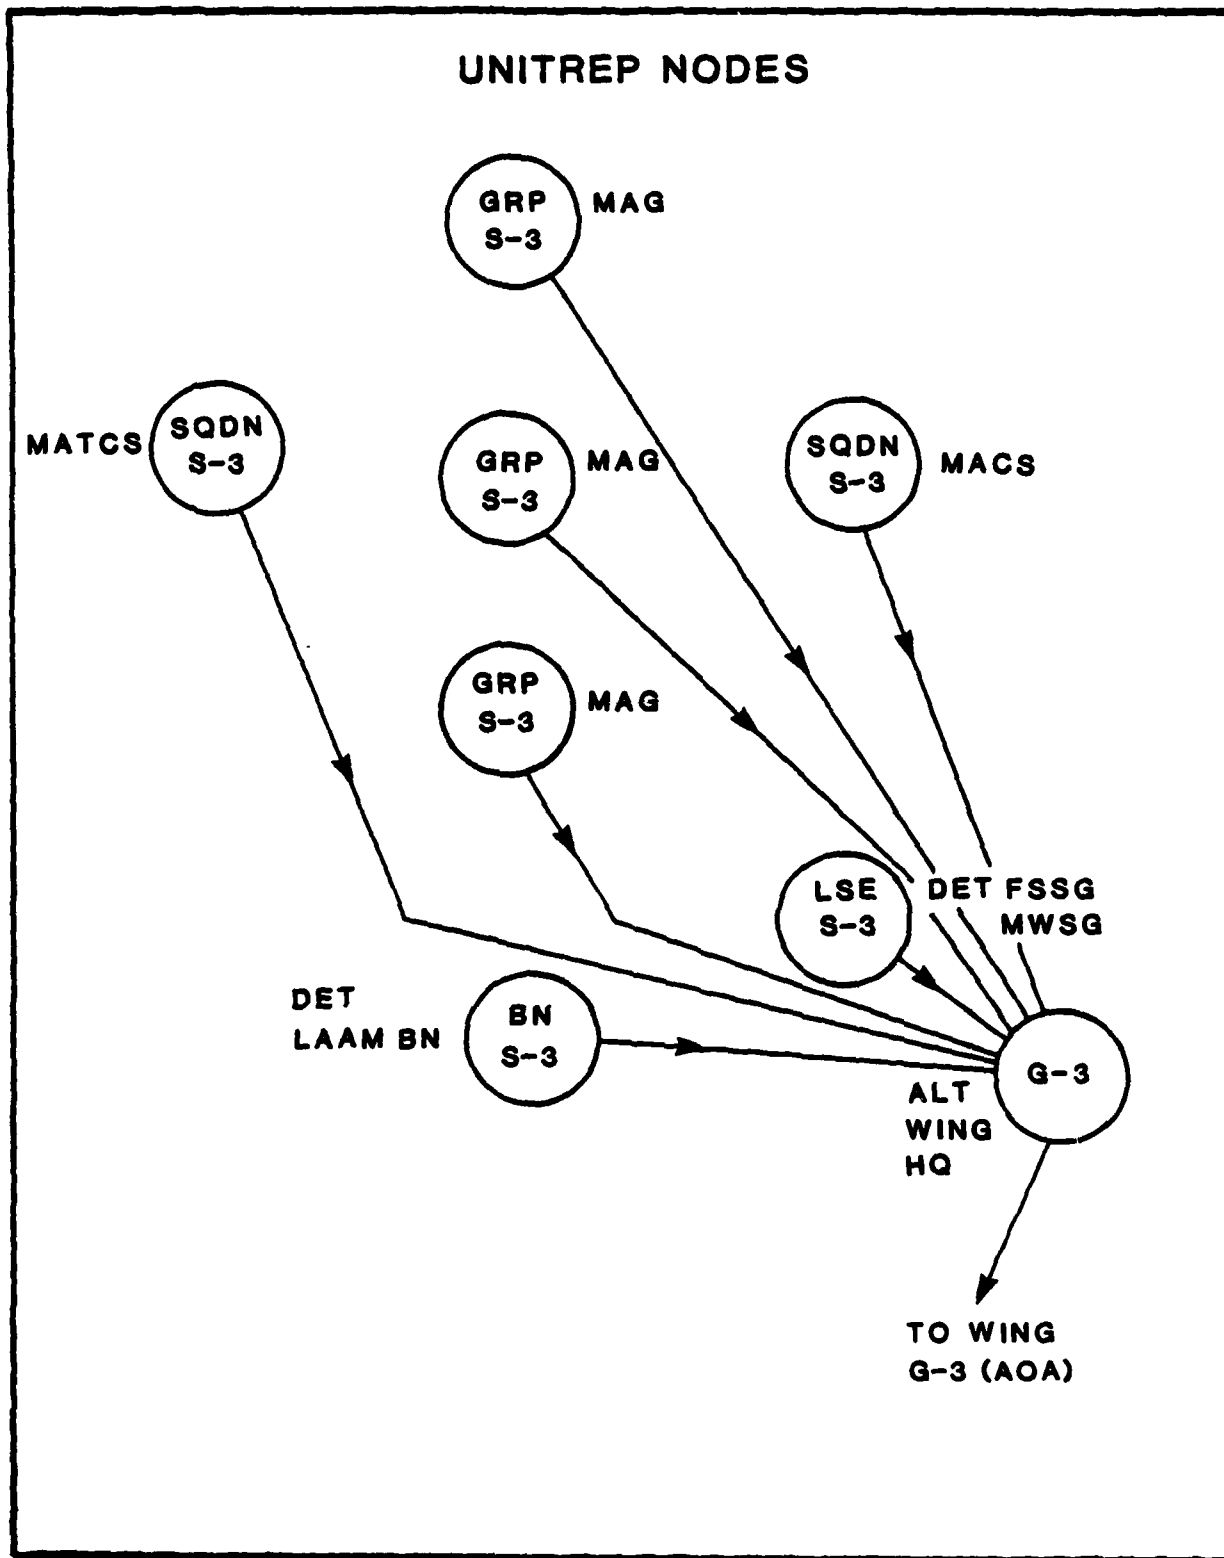 UNITREP NODES
GRP
S-3
MAG
MATCS
SQDN
S-3
GRP
S-3
MAG
SQDN
S-3
MACS
GRP
S-3
MAG
LSE
S-3
DET FSSG
MWSG
DET
LAAM BN
BN
S-3
G-3
ALT
WING
HQ
TO WING
G-3 (AOA)